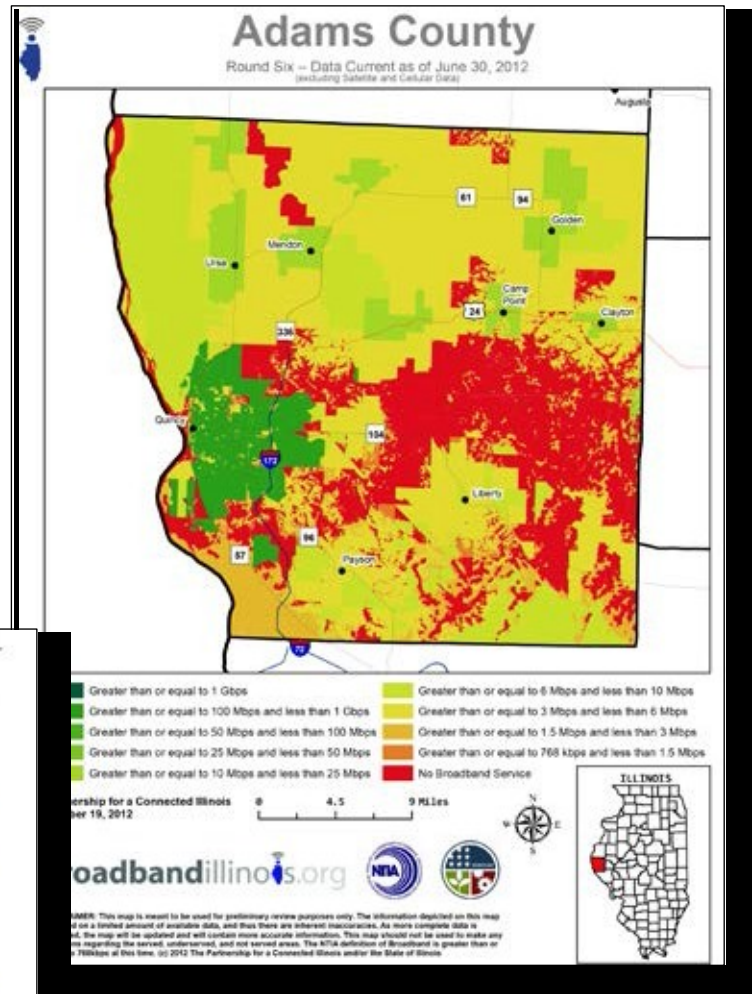 Adams County
Round Six – Data Current as of June 30, 2012
(excluding Satellite and Cellular Data)
Augusta
61
94
Golden
Mendon
Ursa
Camp
Point
24
Clayton
336
Quincy
104
172
Liberty
96
57
Payson
72
Greater than or equal to 1 Gbps
Greater than or equal to 100 Mbps and less than 1 Gbps
Greater than or equal to 50 Mbps and less than 100 Mbps
Greater than or equal to 25 Mbps and less than 50 Mbps
Greater than or equal to 10 Mbps and less than 25 Mbps
Greater than or equal to 6 Mbps and less than 10 Mbps
Greater than or equal to 3 Mbps and less than 6 Mbps
Greater than or equal to 1.5 Mbps and less than 3 Mbps
Greater than or equal to 768 kbps and less than 1.5 Mbps
No Broadband Service
ership for a Connected Illinois
ber 19, 2012
0 4.5 9 Miles
N
E
S
ILLINOIS
roadbandillinois.org
NTIA
AIMER: This map is meant to be used for preliminary review purposes only. The information depicted on this map
d on a limited amount of available data, and thus there are inherent inaccuracies. As more complete data is
ed, the map will be updated and will contain more accurate information. This map should not be used to make any
ns regarding the served, underserved, and not served areas. The NTIA definition of Broadband is greater than or
o 768kbps at this time. (c) 2012 The Partnership for a Connected Illinois and/or the State of Illinois